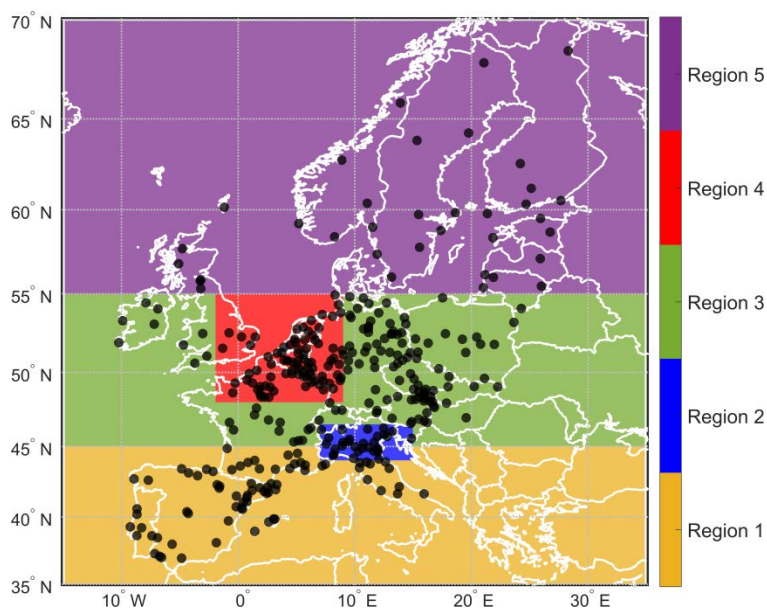 70° N
65° N
60° N
55° N
50° N
45° N
40° N
35° N
10° W
0°
10° E
20° E
30° E
Region 5
Region 4
Region 3
Region 2
Region 1